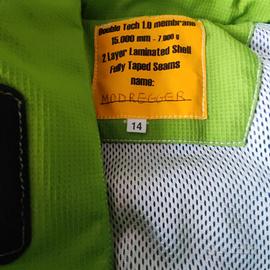 Double Tech 1.0 membrane
15.000 mm - 7.000 g
2 Layer Laminated Shell
Fully Taped Seams
name:
MODREGGER
14